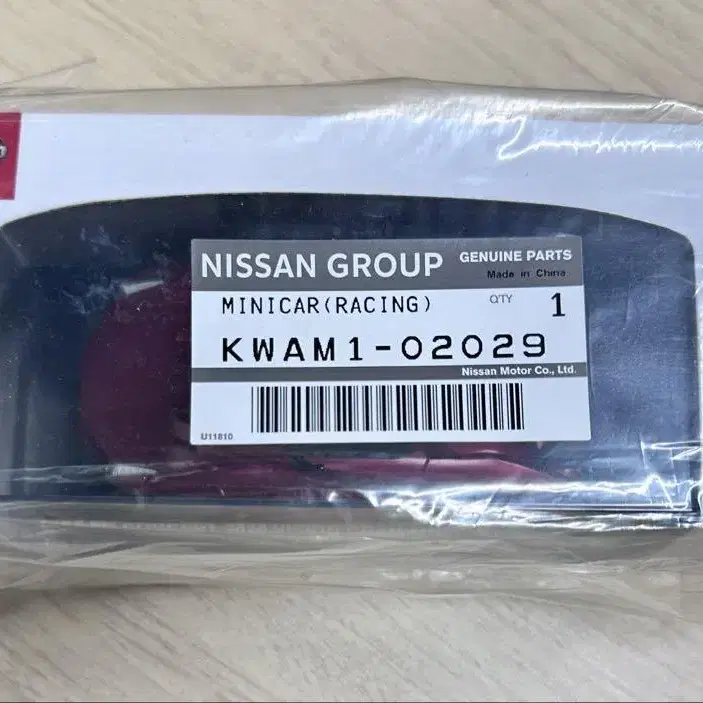 NISSAN GROUP GENUINE PARTS
Made in China
MINICAR(RACING) Q'TY 1
KWAM1-02029
Nissan Motor Co., Ltd.
U11810